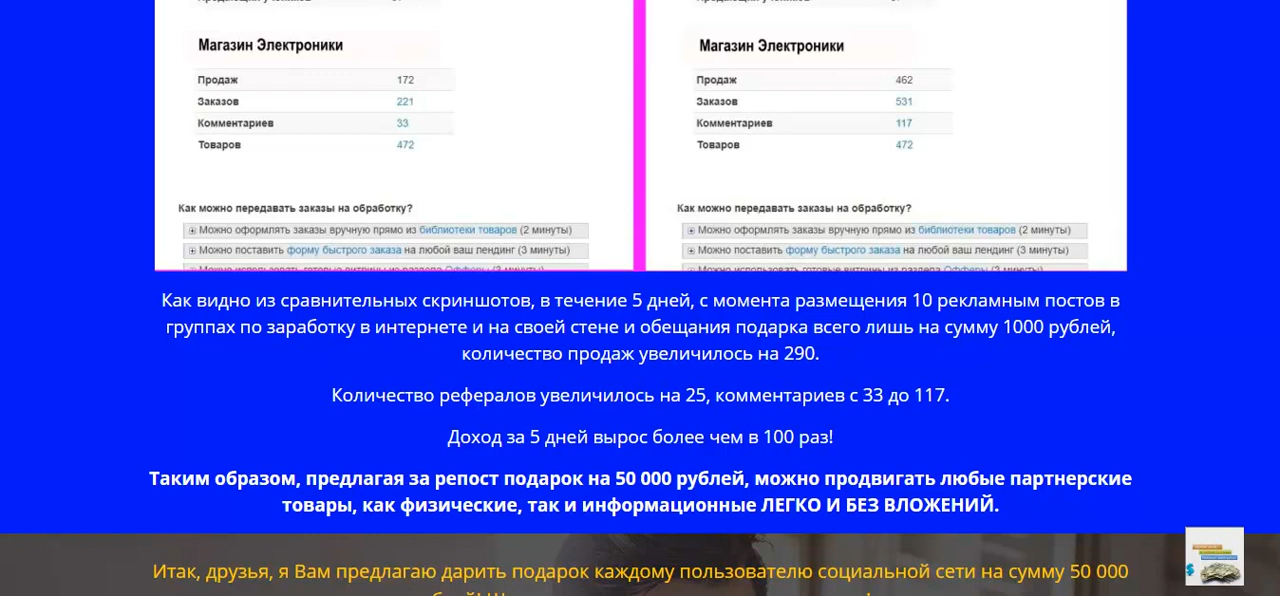 Магазин Электроники
Продаж 172
Заказов 221
Комментариев 33
Товаров 472
Как можно передавать заказы на обработку?
Можно оформлять заказы вручную прямо из библиотеки товаров (2 минуты)
Можно поставить форму быстрого заказа на любой ваш лендинг (3 минуты)
Магазин Электроники
Продаж 462
Заказов 531
Комментариев 117
Товаров 472
Как можно передавать заказы на обработку?
Можно оформлять заказы вручную прямо из библиотеки товаров (2 минуты)
Можно поставить форму быстрого заказа на любой ваш лендинг (3 минуты)
Как видно из сравнительных скриншотов, в течение 5 дней, с момента размещения 10 рекламным постов в
группах по заработку в интернете и на своей стене и обещания подарка всего лишь на сумму 1000 рублей,
количество продаж увеличилось на 290.
Количество рефералов увеличилось на 25, комментариев с 33 до 117.
Доход за 5 дней вырос более чем в 100 раз!
Таким образом, предлагая за репост подарок на 50 000 рублей, можно продвигать любые партнерские
товары, как физические, так и информационные ЛЕГКО И БЕЗ ВЛОЖЕНИЙ.
Итак, друзья, я Вам предлагаю дарить подарок каждому пользователю социальной сети на сумму 50 000